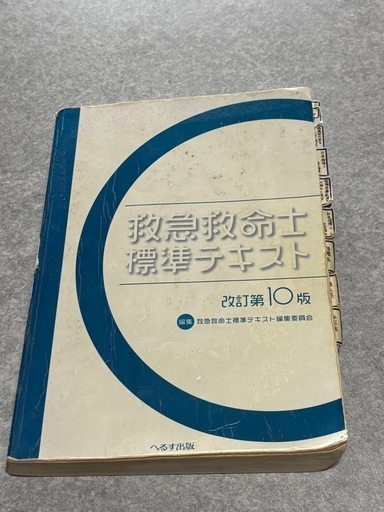 救急救命士
標準テキスト
改訂第10版
編集 救急救命士標準テキスト編集委員会
へるす出版